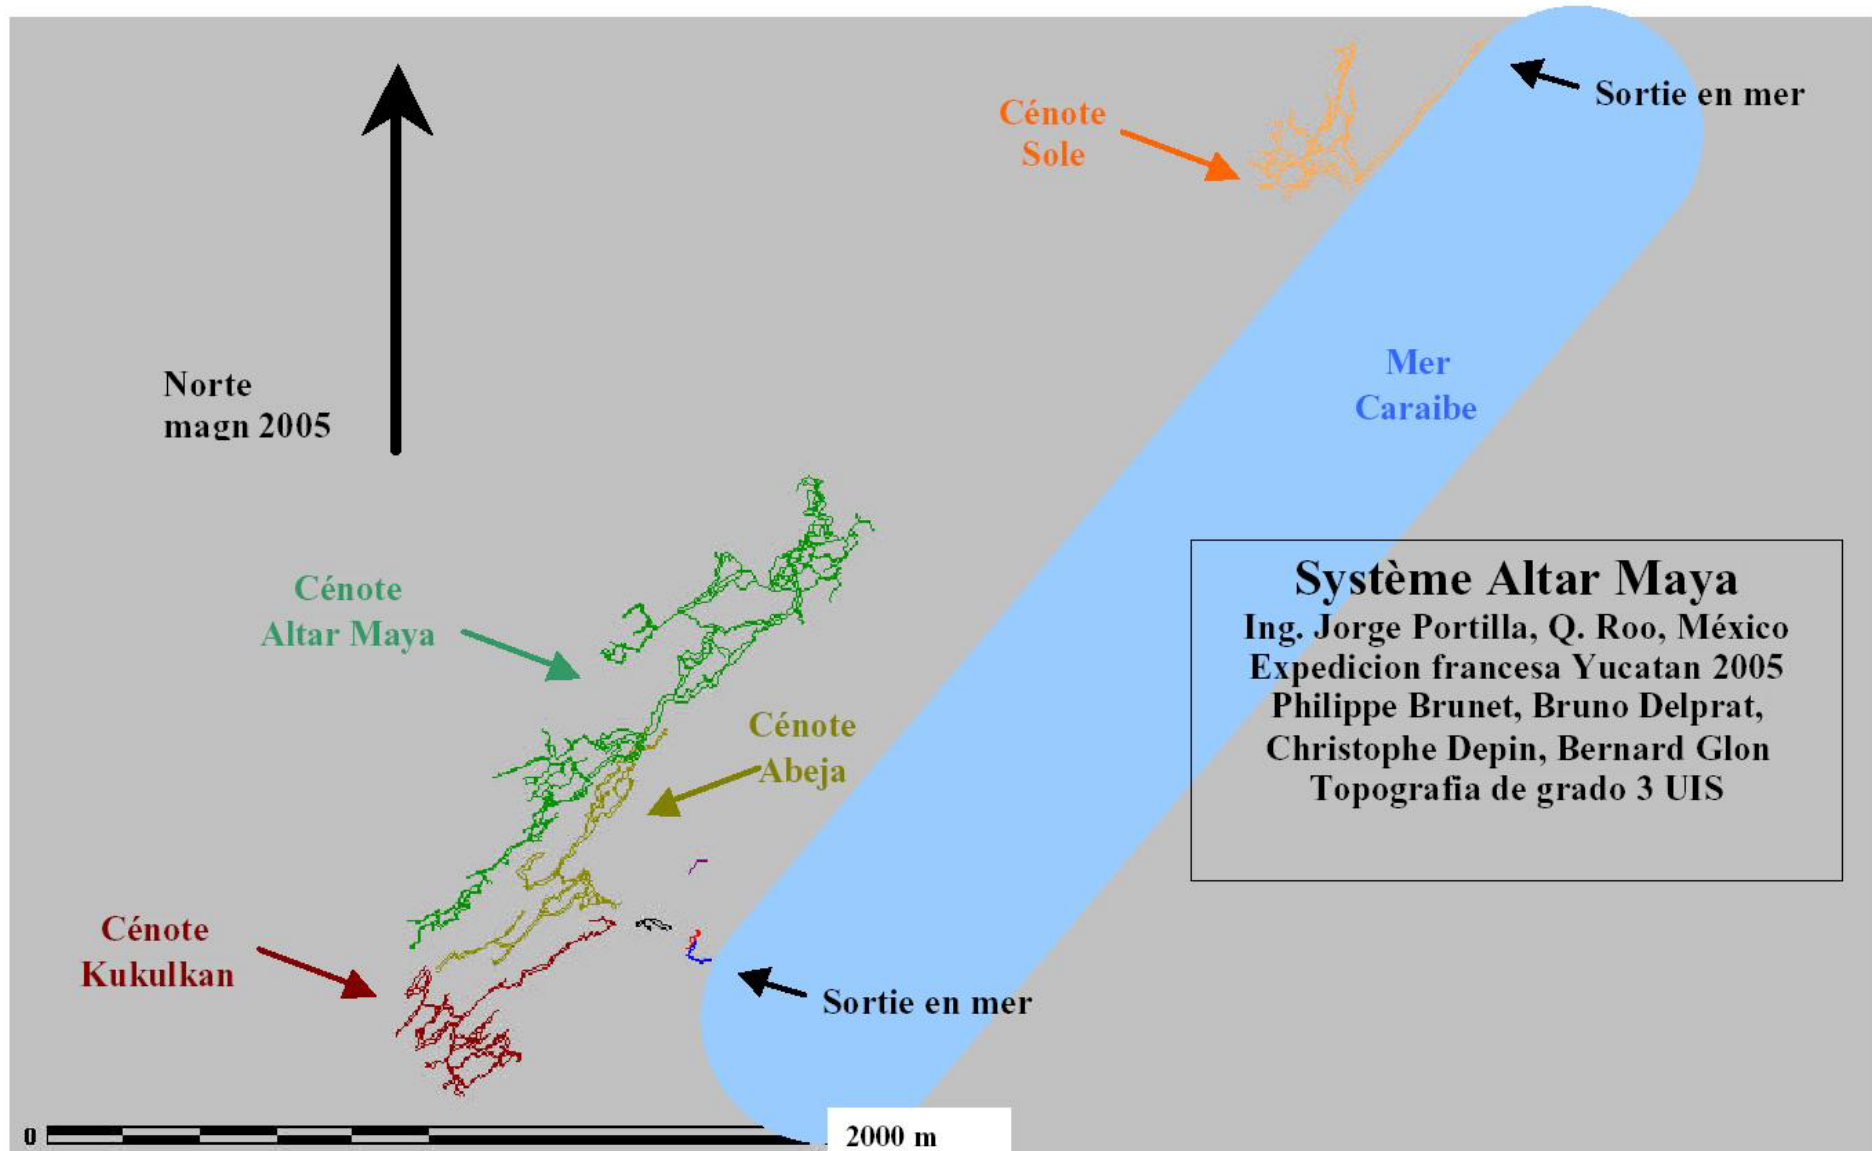 Sortie en mer
Cénote
Sole
Mer
Caraibe
Norte
magn 2005
Cénote
Altar Maya
Système Altar Maya
Ing. Jorge Portilla, Q. Roo, México
Expedicion francesa Yucatan 2005
Philippe Brunet, Bruno Delprat,
Christophe Depin, Bernard Glon
Topografia de grado 3 UIS
Cénote
Abeja
Cénote
Kukulkan
Sortie en mer
0
2000 m